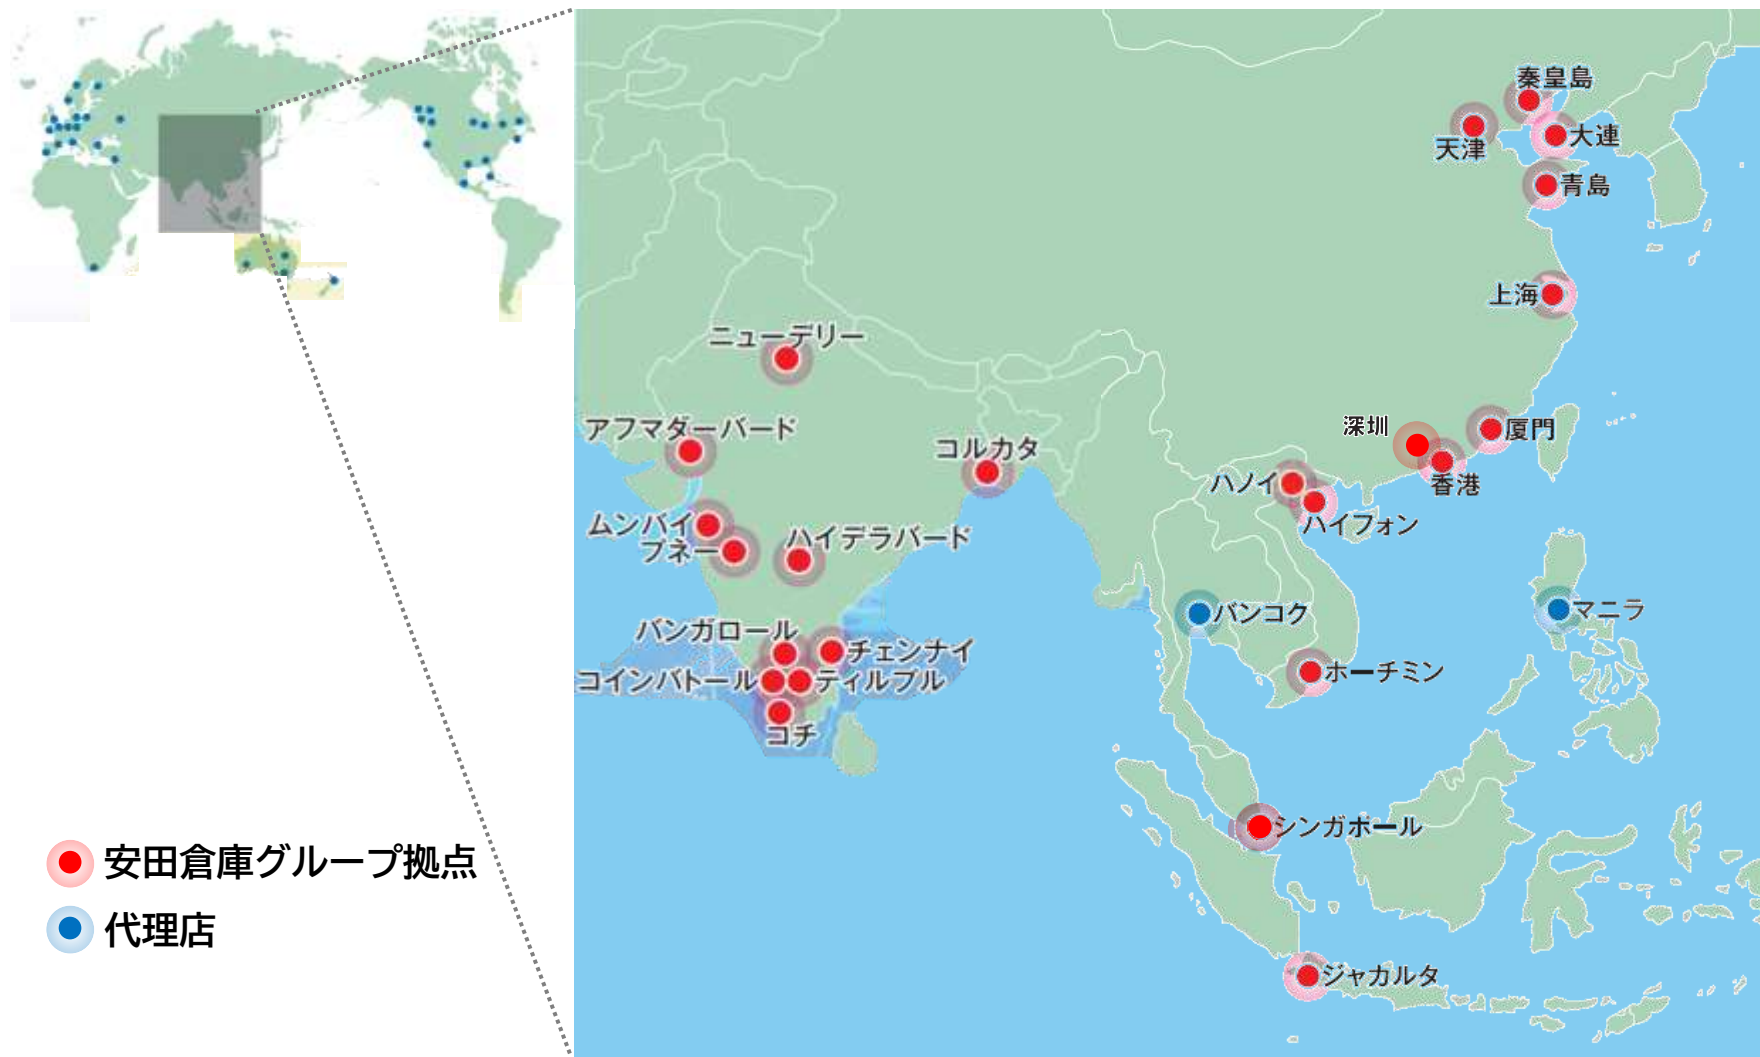 秦皇島
天津
大連
青島
上海
ニューデリー
アフマダーバード
コルカタ
深圳
厦門
香港
ハノイ
ハイフォン
ムンバイ
プネー
ハイデラバード
バンコク
マニラ
バンガロール
チェンナイ
コインバトール
ティルプル
コチ
ホーチミン
シンガポール
ジャカルタ
安田倉庫グループ拠点
代理店